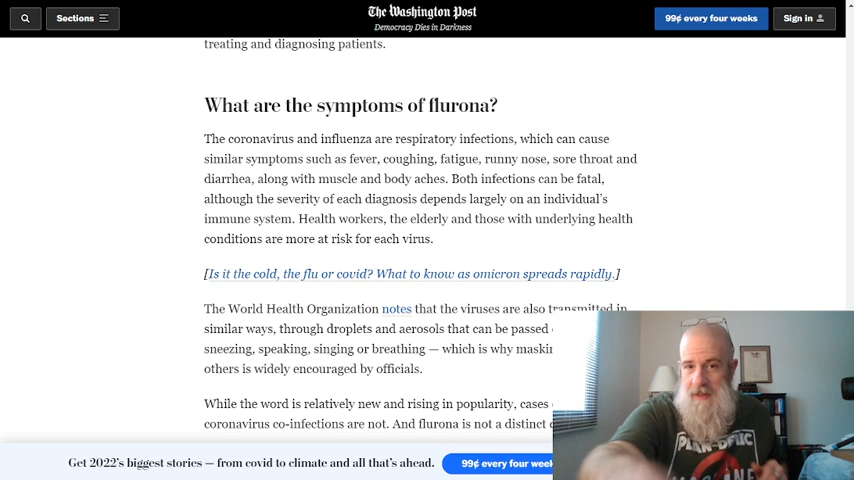 Sections
The Washington Post
Democracy Dies in Darkness
99¢ every four weeks
Sign in
treating and diagnosing patients.
What are the symptoms of flurona?
The coronavirus and influenza are respiratory infections, which can cause
similar symptoms such as fever, coughing, fatigue, runny nose, sore throat and
diarrhea, along with muscle and body aches. Both infections can be fatal,
although the severity of each diagnosis depends largely on an individual's
immune system. Health workers, the elderly and those with underlying health
conditions are more at risk for each virus.
[Is it the cold, the flu or covid? What to know as omicron spreads rapidly.]
The World Health Organization notes that the viruses are also transmitted in
similar ways, through droplets and aerosols that can be passed
sneezing, speaking, singing or breathing — which is why
others is widely encouraged by officials.
While the word is relatively new and rising in popularity, cases
coronavirus co-infections are not. And flurona is not a distinct
Get 2022's biggest stories — from covid to climate and all that's ahead.
99¢ every four